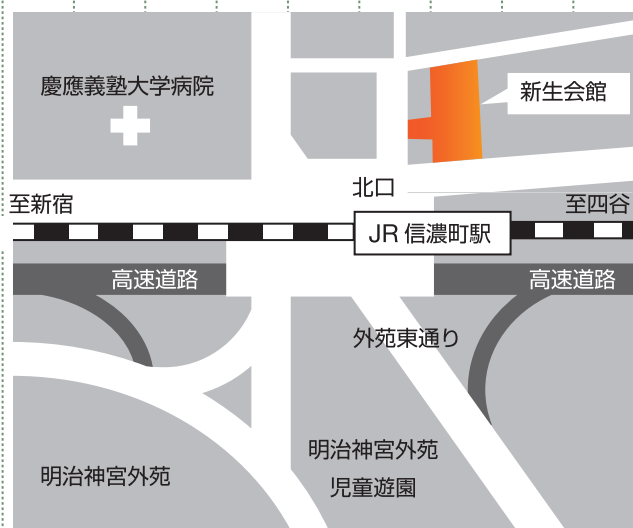 慶應義塾大学病院
新生会館
北口
至新宿
至四谷
JR 信濃町駅
高速道路
高速道路
外苑東通り
明治神宮外苑
児童遊園
明治神宮外苑